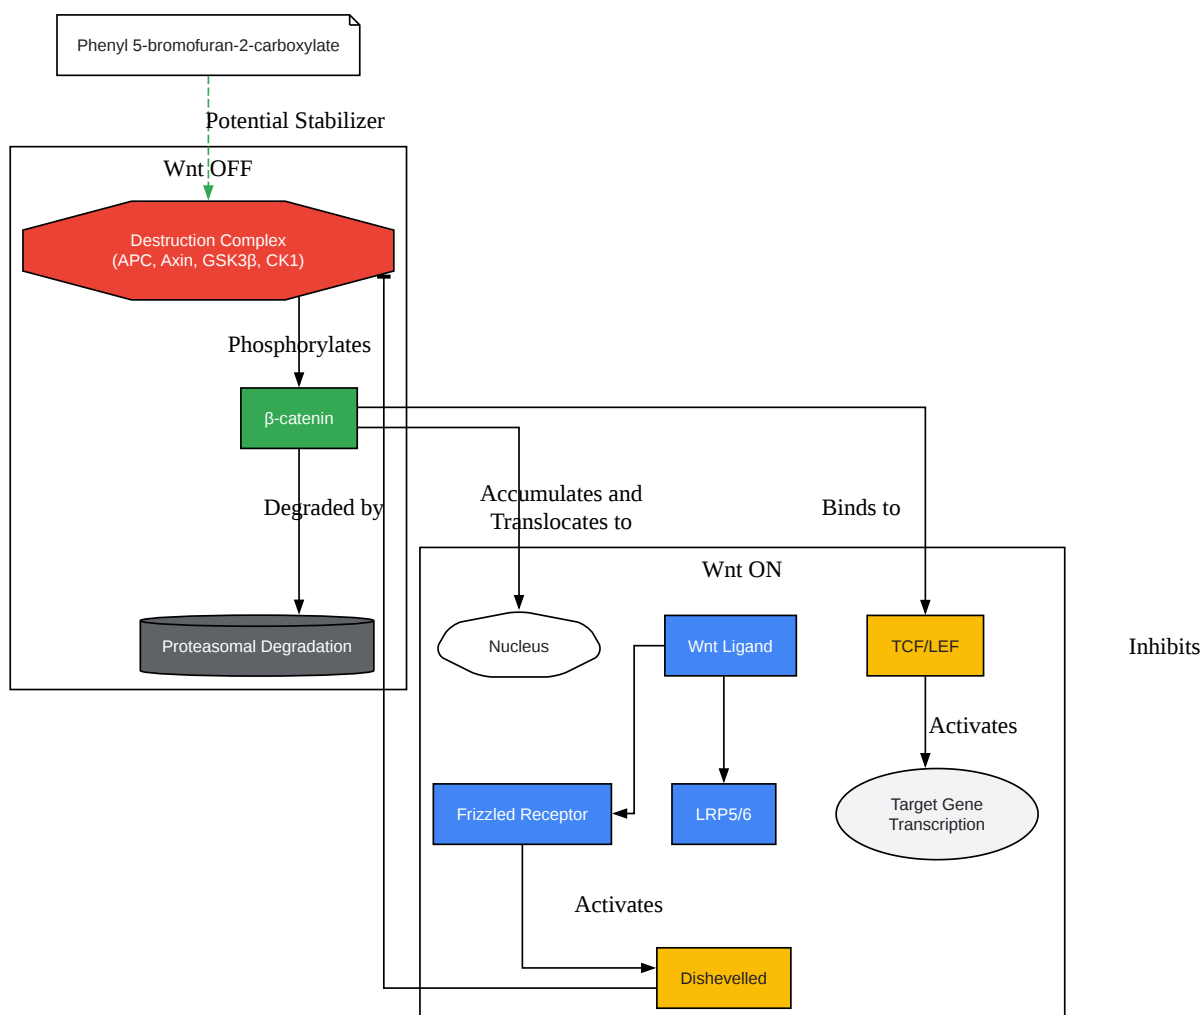 Phenyl 5-bromofuran-2-carboxylate
Potential Stabilizer
Wnt OFF
Destruction Complex
(APC, Axin, GSK3β, CK1)
Phosphorylates
β-catenin
Degraded by
Accumulates and
Translocates to
Binds to
Wnt ON
Proteasomal Degradation
Nucleus
Wnt Ligand
TCF/LEF
Inhibits
Activates
Frizzled Receptor
LRP5/6
Target Gene
Transcription
Activates
Dishevelled